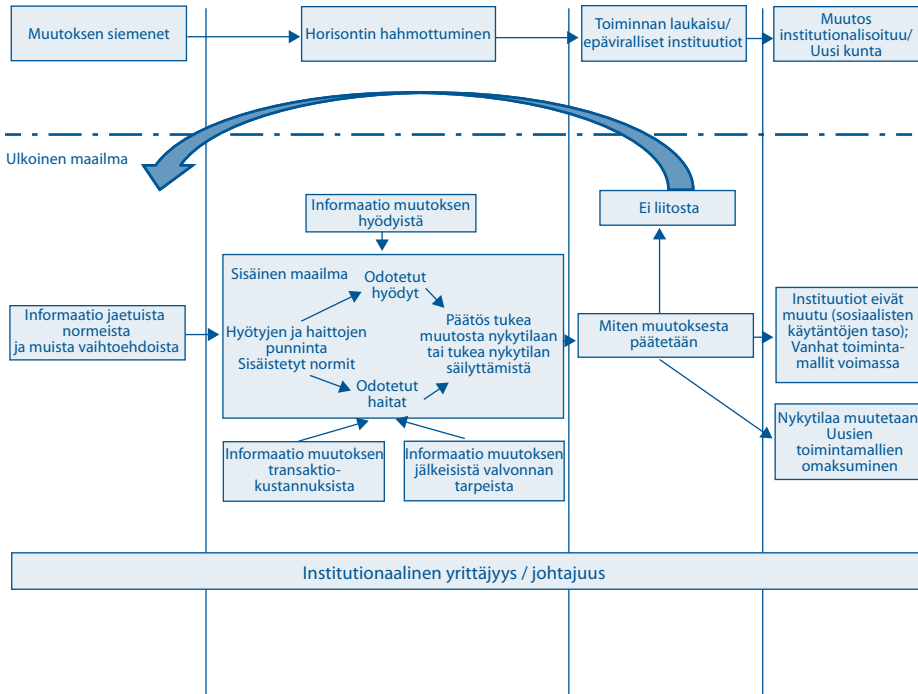 Muutoksen siemenet
Horisontin hahmottuminen
Toiminnan laukaisu/
epäviralliset instituutiot
Muutos
institutionalisoituu/
Uusi kunta
Ulkoinen maailma
Informaatio muutoksen
hyödyistä
Ei liitosta
Informaatio jaetuista
normeista
ja muista vaihtoehdoista
Sisäinen maailma
Odotetut
hyödyt
Hyötyjen ja haittojen
punninta
Sisäistetyt normit
Päätös tukea
muutosta nykytilaan
tai tukea nykytilan
säilyttämistä
Odotetut
haitat
Miten muutoksesta
päätetään
Instituutiot eivät
muutu (sosiaalisten
käytäntöjen taso);
Vanhat toiminta-
mallit voimassa
Nykytilaa muutetaan
Uusien
toimintamallien
omaksuminen
Informaatio muutoksen
transaktio-
kustannuksista
Informaatio muutoksen
jälkeisistä valvonnan
tarpeista
Institutionaalinen yrittäjyys / johtajuus